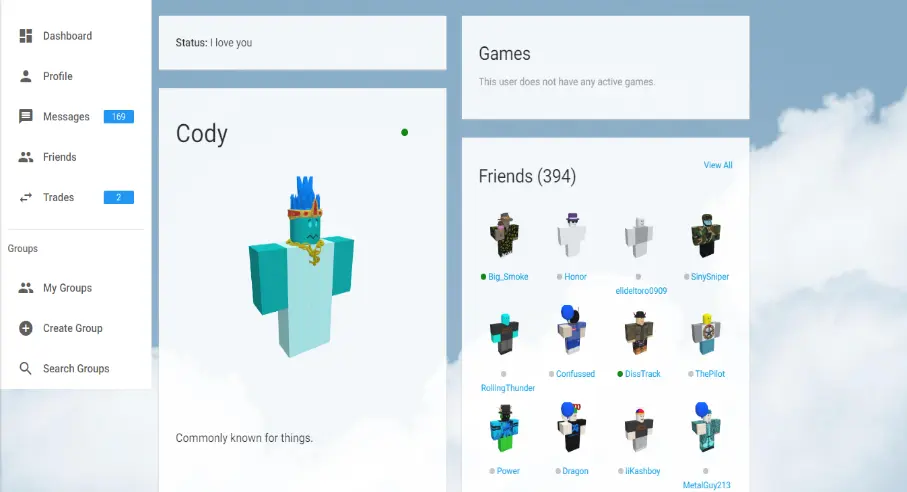 Dashboard
Profile
Messages 169
Friends
Trades 2
Groups
My Groups
Create Group
Search Groups
Status: I love you
Cody
Commonly known for things.
Games
This user does not have any active games.
View All
Friends (394)
Big_Smoke Honor elideltoro0909 SinySniper
RollingThunder Confussed DissTrack ThePilot
Power Dragon iiKashboy MetalGuy213